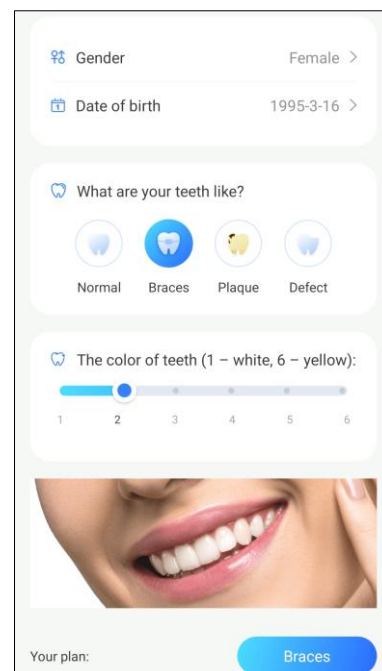 Gender Female >
Date of birth 1995-3-16 >
What are your teeth like?
Normal Braces Plaque Defect
The color of teeth (1 – white, 6 – yellow):
1 2 3 4 5 6
Your plan: Braces